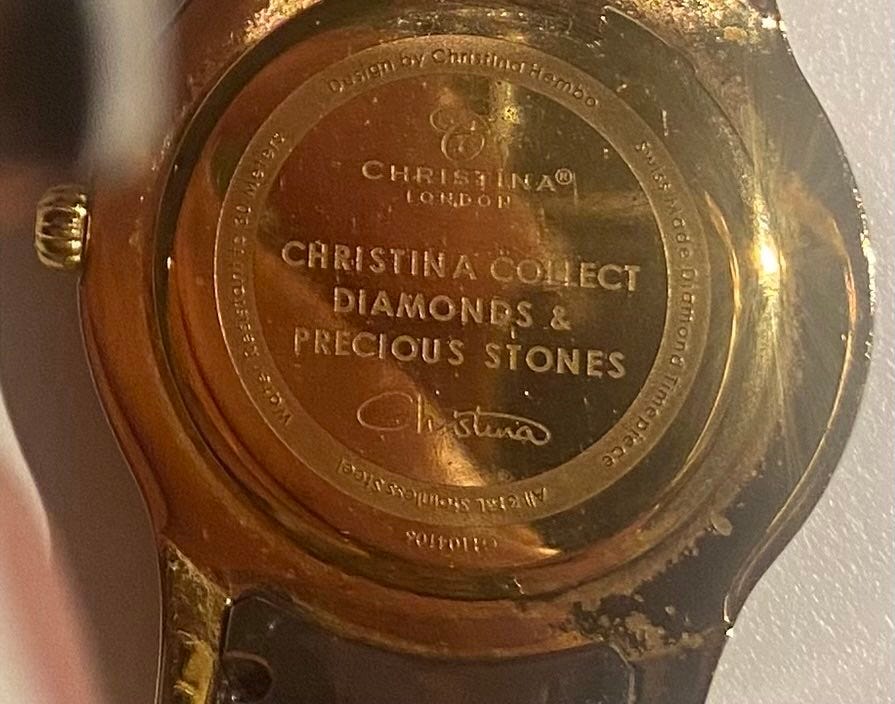 Design by Christina Hembo
Swiss Made Diamond Timepiece
All stainless steel
Water Resistant to 30 Meters
CHRISTINA®
LONDON
CHRISTINA COLLECT
DIAMONDS &
PRECIOUS STONES
Christina